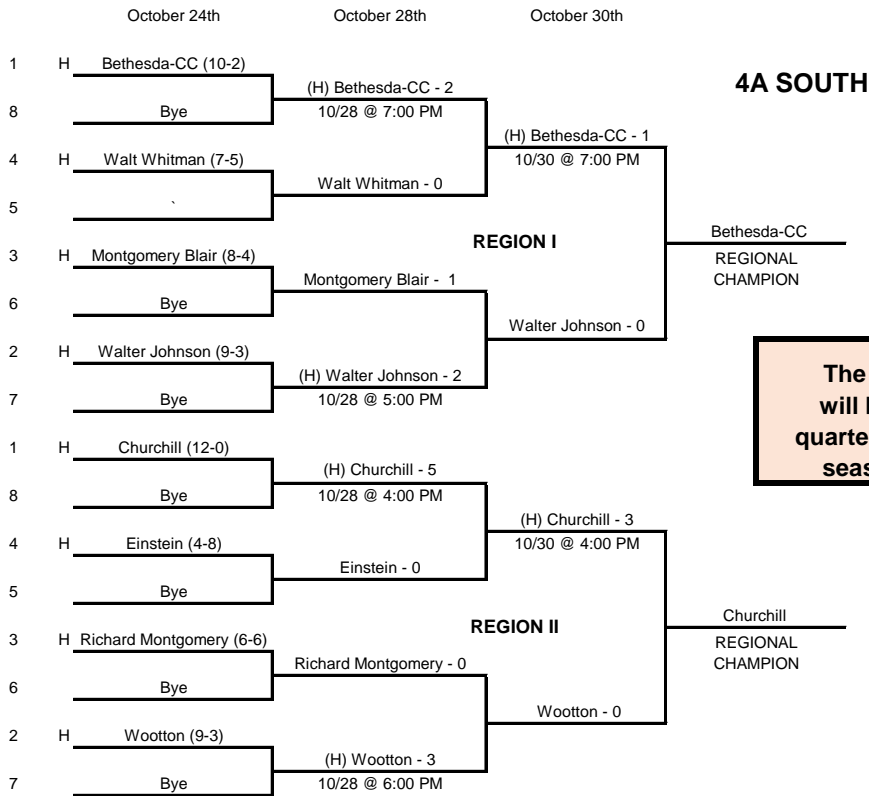 October 24th October 28th October 30th
1 H Bethesda-CC (10-2)
4A SOUTH
(H) Bethesda-CC - 2
8 Bye 10/28 @ 7:00 PM
(H) Bethesda-CC - 1
4 H Walt Whitman (7-5) 10/30 @ 7:00 PM
Walt Whitman - 0
5 `
Bethesda-CC
REGION I
3 H Montgomery Blair (8-4) REGIONAL
CHAMPION
Montgomery Blair - 1
6 Bye
Walter Johnson - 0
2 H Walter Johnson (9-3)
The
(H) Walter Johnson - 2
7 Bye 10/28 @ 5:00 PM
will
quarte
1 H Churchill (12-0)
seas
(H) Churchill - 5
8 Bye 10/28 @ 4:00 PM
(H) Churchill - 3
4 H Einstein (4-8) 10/30 @ 4:00 PM
Einstein - 0
5 Bye
Churchill
REGION II
3 H Richard Montgomery (6-6) REGIONAL
CHAMPION
Richard Montgomery - 0
6 Bye
Wootton - 0
2 H Wootton (9-3)
(H) Wootton - 3
7 Bye 10/28 @ 6:00 PM